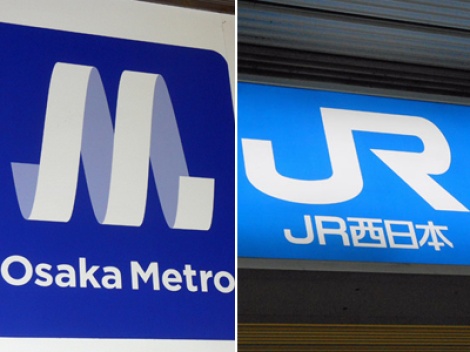 Osaka Metro
JR
JR西日本